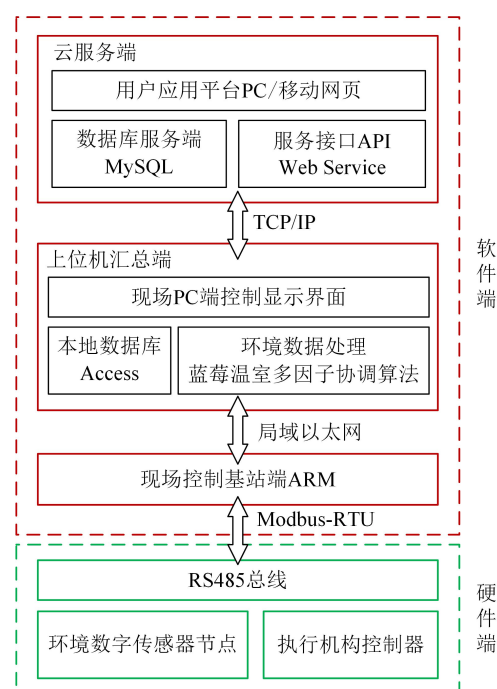 云服务端
用户应用平台PC/移动网页
数据库服务端
MySQL
服务接口API
Web Service
TCP/IP
上位机汇总端
现场PC端控制显示界面
本地数据库
Access
环境数据处理
蓝莓温室多因子协调算法
局域以太网
现场控制基站端ARM
Modbus-RTU
软件端
RS485总线
环境数字传感器节点
执行机构控制器
硬件端